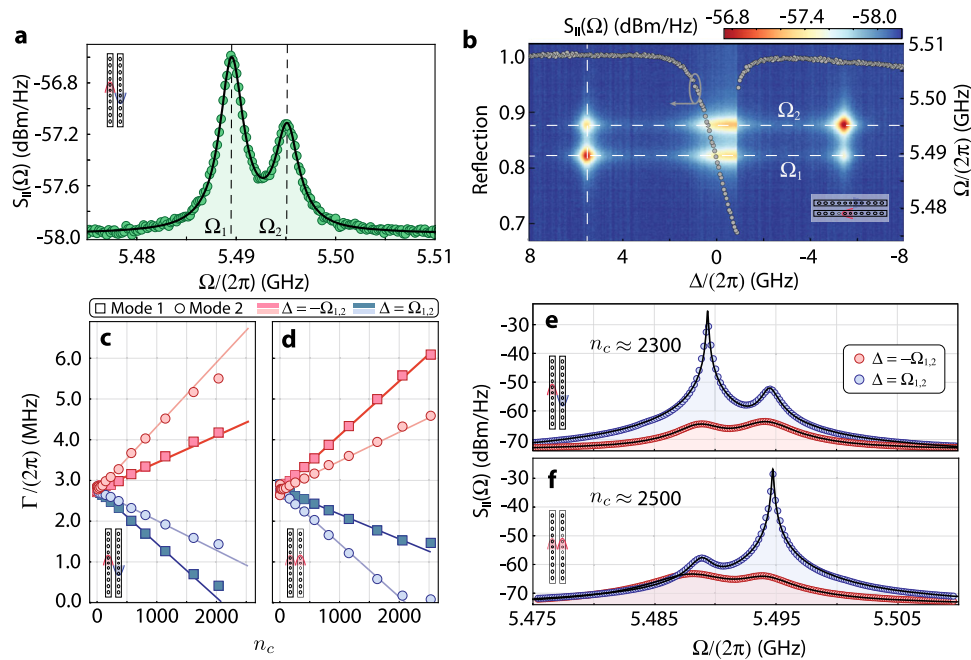 a
S_II(Ω) (dBm/Hz)
-56.6
-57.2
-57.8
-58.0
Ω₁
Ω₂
5.48
5.49
5.50
5.51
Ω/(2π) (GHz)
b
S_II(Ω) (dBm/Hz)
-56.8
-57.4
-58.0
Reflection
1.0
0.9
0.8
0.7
Ω₂
Ω₁
5.51
5.50
5.49
5.48
Ω/(2π) (GHz)
8
4
0
-4
-8
Δ/(2π) (GHz)
Mode 1
Mode 2
Δ = −Ω₁,₂
Δ = Ω₁,₂
c
Γ/(2π) (MHz)
6.0
5.0
4.0
3.0
2.0
1.0
0.0
0
1000
2000
d
0
1000
2000
n_c
e
n_c ≈ 2300
Δ = −Ω₁,₂
Δ = Ω₁,₂
-30
-50
-60
-70
S_II(Ω) (dBm/Hz)
f
n_c ≈ 2500
-30
-50
-60
-70
5.475
5.485
5.495
5.510
Ω/(2π) (GHz)